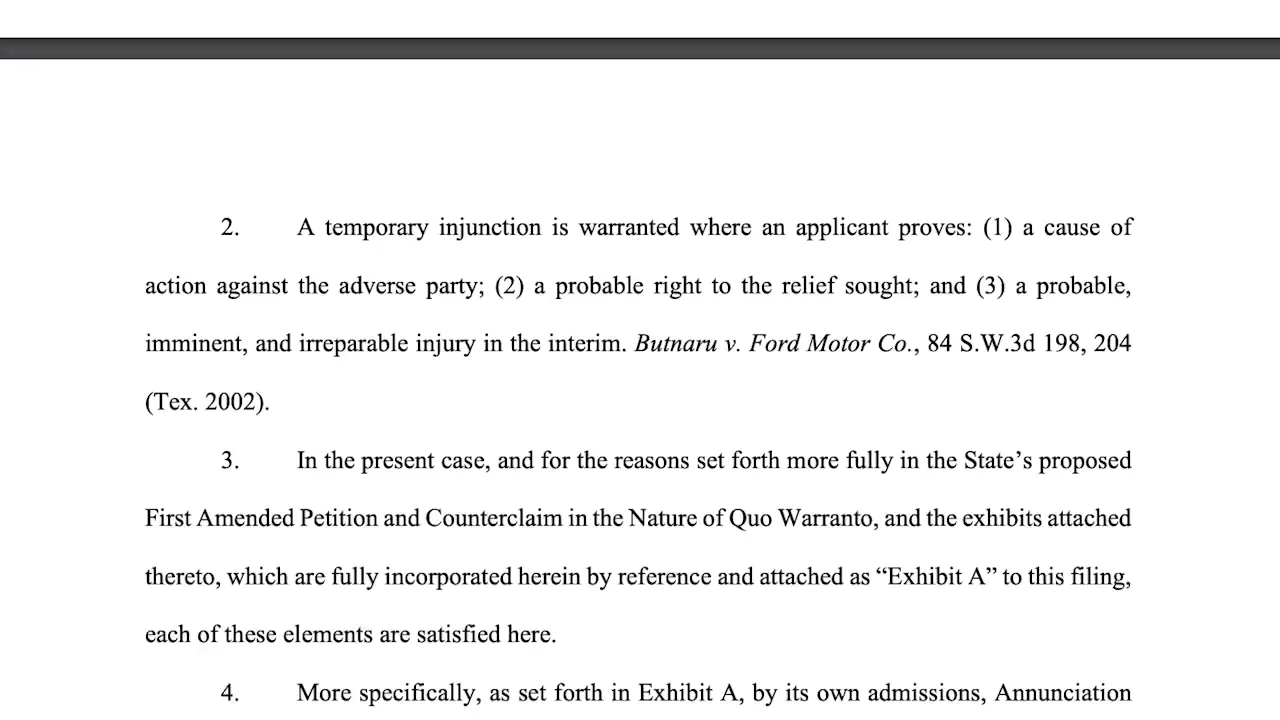 2. A temporary injunction is warranted where an applicant proves: (1) a cause of
action against the adverse party; (2) a probable right to the relief sought; and (3) a probable,
imminent, and irreparable injury in the interim. Butnaru v. Ford Motor Co., 84 S.W.3d 198, 204
(Tex. 2002).
3. In the present case, and for the reasons set forth more fully in the State’s proposed
First Amended Petition and Counterclaim in the Nature of Quo Warranto, and the exhibits attached
thereto, which are fully incorporated herein by reference and attached as “Exhibit A” to this filing,
each of these elements are satisfied here.
4. More specifically, as set forth in Exhibit A, by its own admissions, Annunciation